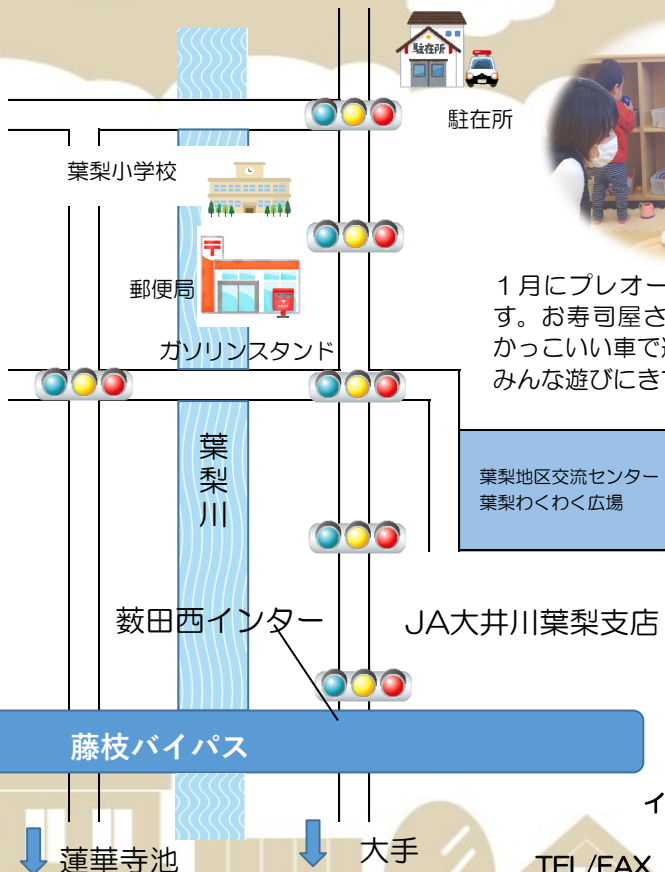 駐在所
駐在所
葉梨小学校
郵便局
ガソリンスタンド
1月にプレオー
す。お寿司屋さ
かっこいい車で遊
みんな遊びにきて
葉梨川
葉梨地区交流センター
葉梨わくわく広場
薮田西インター
JA大井川葉梨支店
藤枝バイパス
イ
蓮華寺池
大手
TEL/FAX